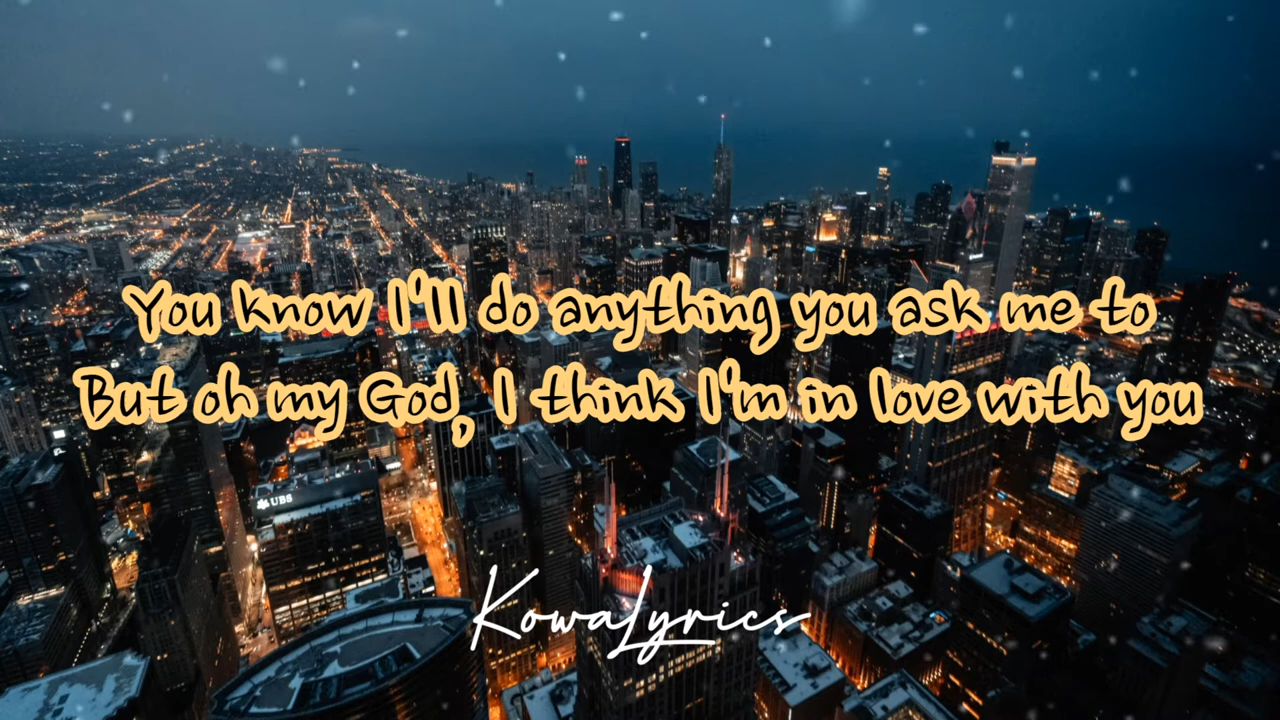 You know I'll do anything you ask me to
But oh my God, I think I'm in love with you
UBS
KowaLyrics